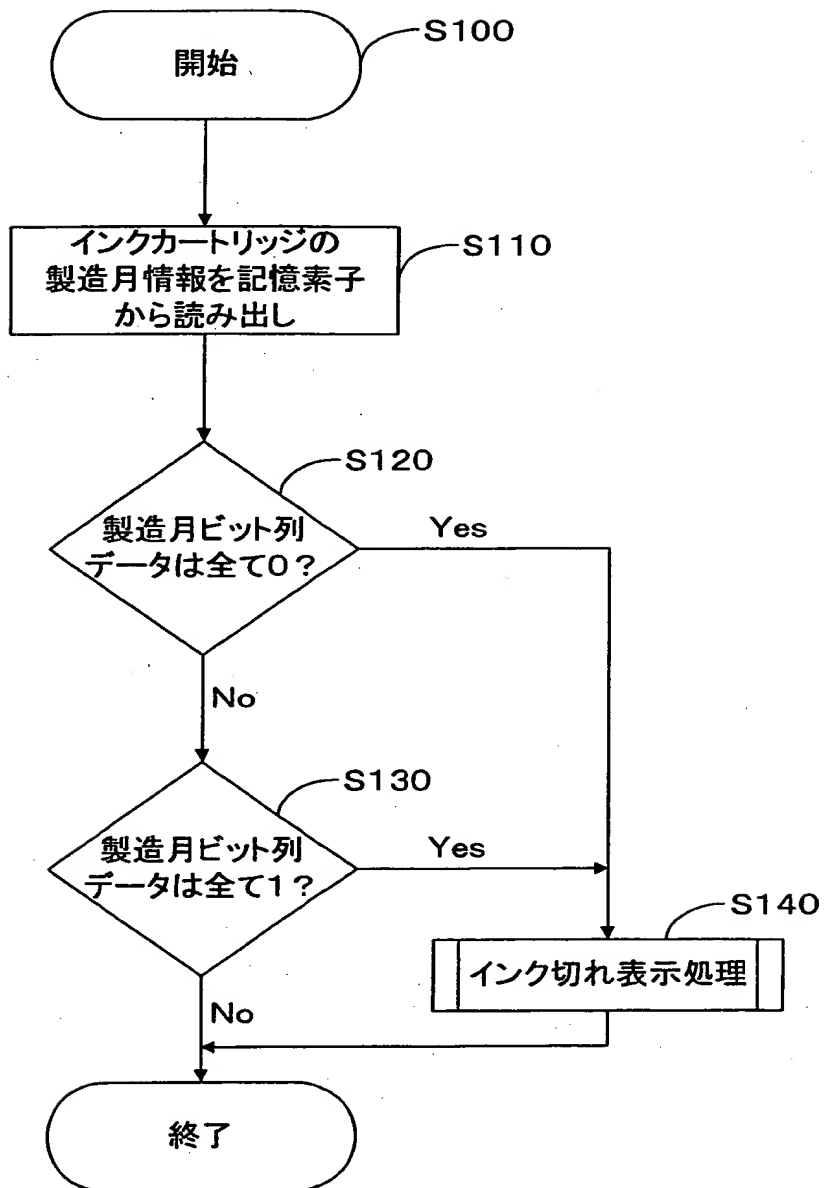 開始
S100
インクカートリッジの
製造月情報を記憶素子
から読み出し
S110
S120
製造月ビット列
データは全て０？
Yes
No
S130
製造月ビット列
データは全て１？
Yes
S140
インク切れ表示処理
No
終了